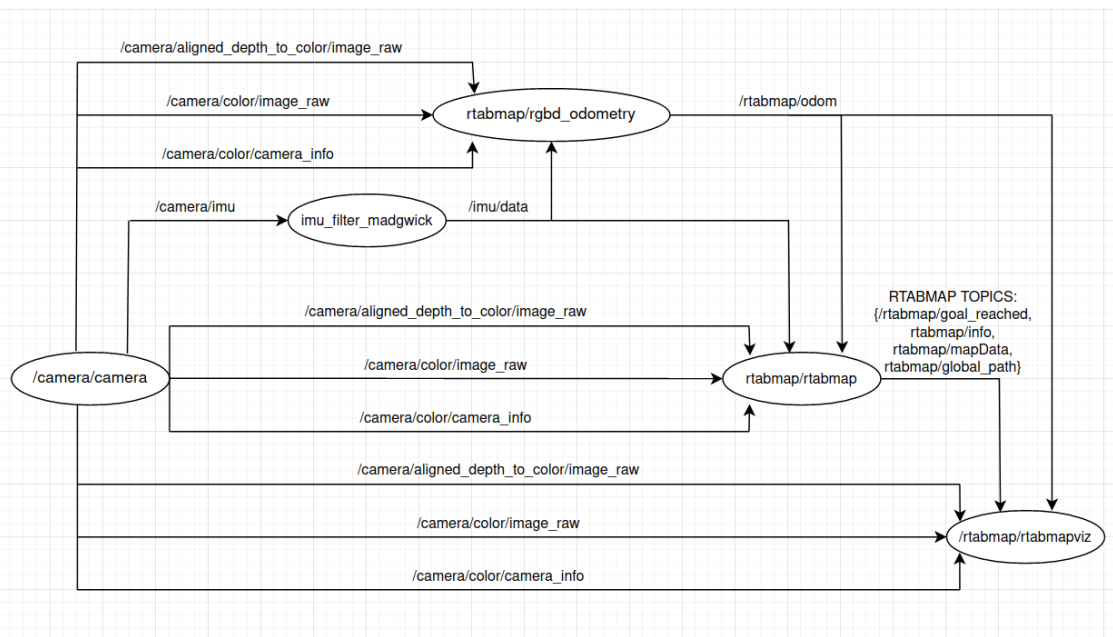 /camera/aligned_depth_to_color/image_raw
/camera/color/image_raw
/rtabmap/odom
rtabmap/rgbd_odometry
/camera/color/camera_info
/camera/imu
/imu/data
imu_filter_madgwick
RTABMAP TOPICS:
{/rtabmap/goal_reached,
rtabmap/info,
rtabmap/mapData,
rtabmap/global_path}
/camera/aligned_depth_to_color/image_raw
/camera/color/image_raw
/camera/camera
rtabmap/rtabmap
/camera/color/camera_info
/camera/aligned_depth_to_color/image_raw
/camera/color/image_raw
/rtabmap/rtabmapviz
/camera/color/camera_info